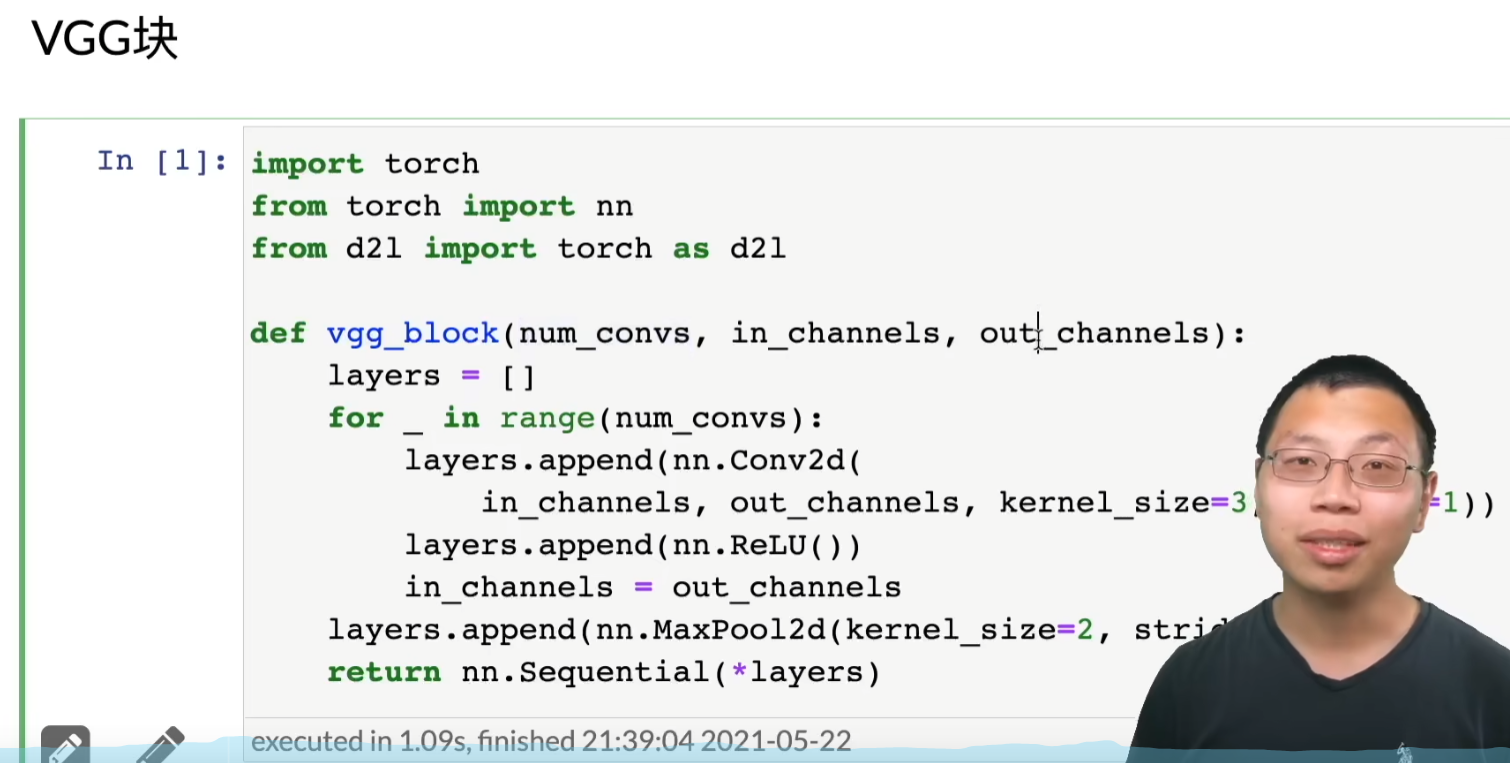 VGG块
In [1]:
import torch
from torch import nn
from d2l import torch as d2l
def vgg_block(num_convs, in_channels, out_channels):
layers = []
for _ in range(num_convs):
layers.append(nn.Conv2d(
in_channels, out_channels, kernel_size=3, =1))
layers.append(nn.ReLU())
in_channels = out_channels
layers.append(nn.MaxPool2d(kernel_size=2,
return nn.Sequential(*layers)
executed in 1.09s, finished 21:39:04 2021-05-22